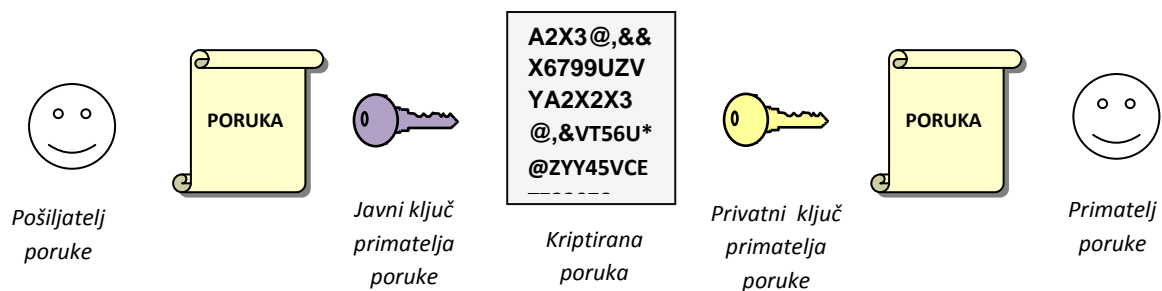 A2X3@,&&
X6799UZV
YA2X2X3
@,&VT56U*
@ZYY45VCE
PORUKA
PORUKA
Pošiljatelj
poruke
Javni ključ
primatelja
poruke
Kriptirana
poruka
Privatni ključ
primatelja
poruke
Primatelj
poruke